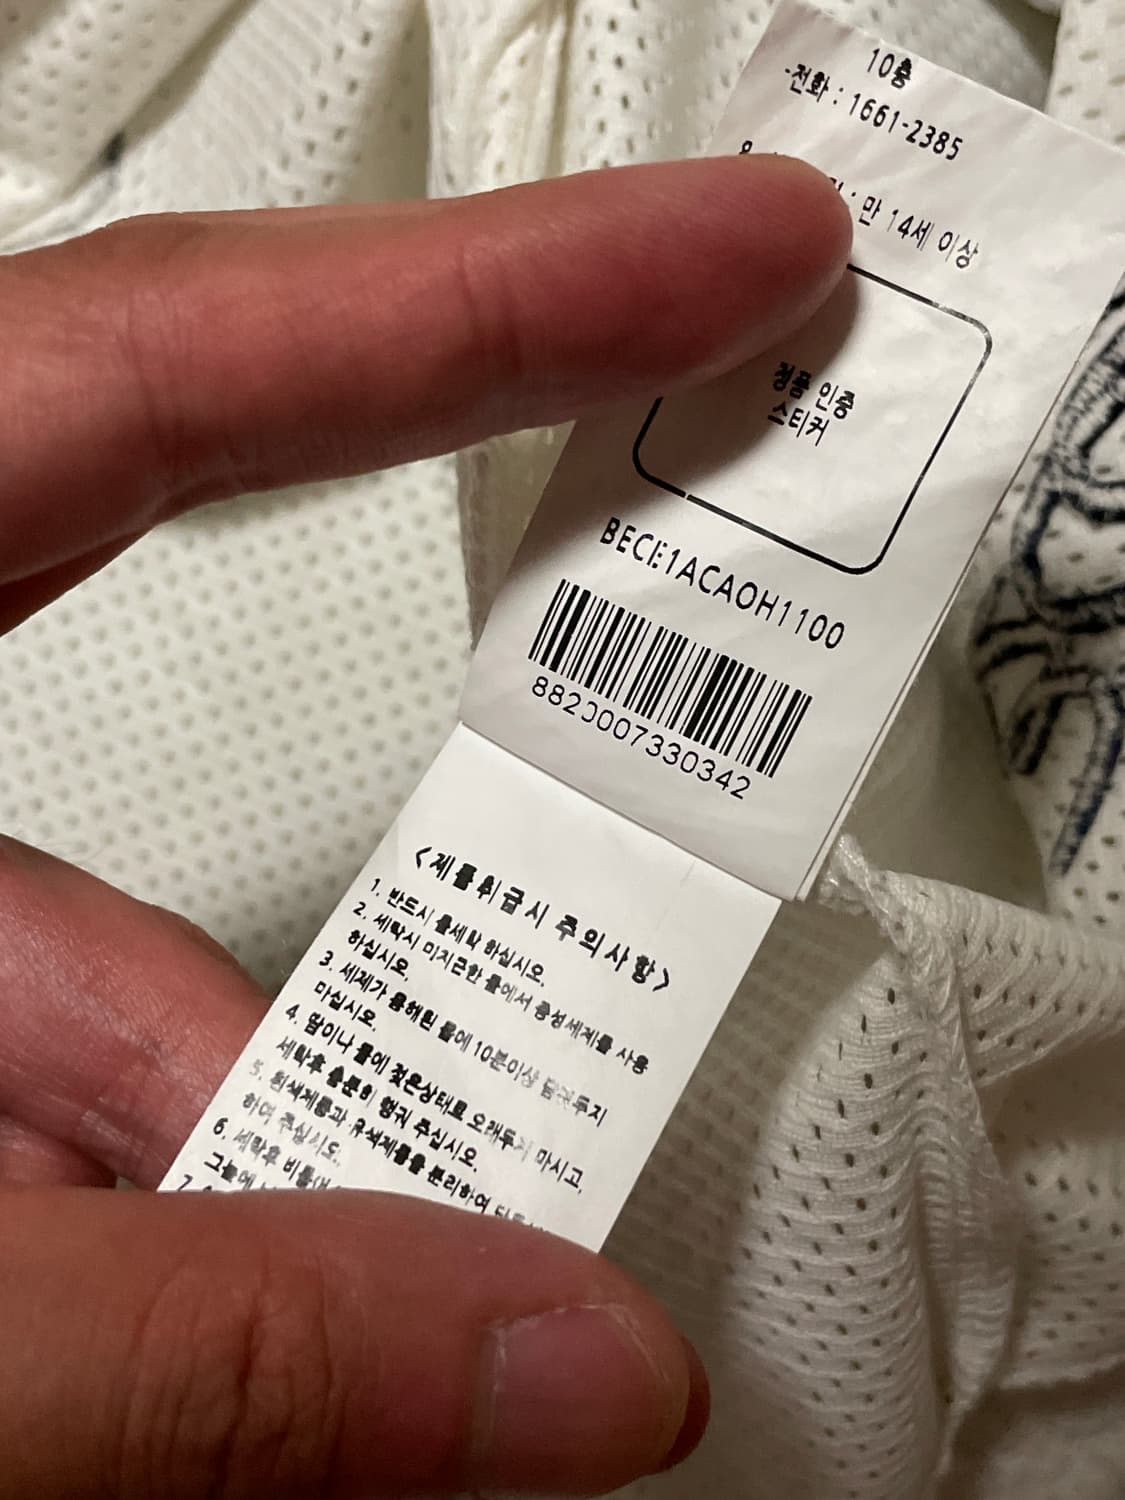 10층
-전화 : 1661-2385
8
: 만 14세 이상
정품 인증
스티커
BECE1ACAOH1100
8820007330342
<제품취급시 주의사항>
1. 반드시 물세탁 하십시오.
2. 세탁시 미지근한 물에서 중성세제를 사용
하십시오.
3. 세제가 용해된 물에 10분이상 담궈두지
마십시오.
4. 땀이나 물에 젖은상태로 오래두지 마시고,
세탁후 충분히 헹궈 주십시오.
5. 흰색제품과 유색제품을 분리하여
하여 주십시오.
6. 세탁후
그늘에
7.